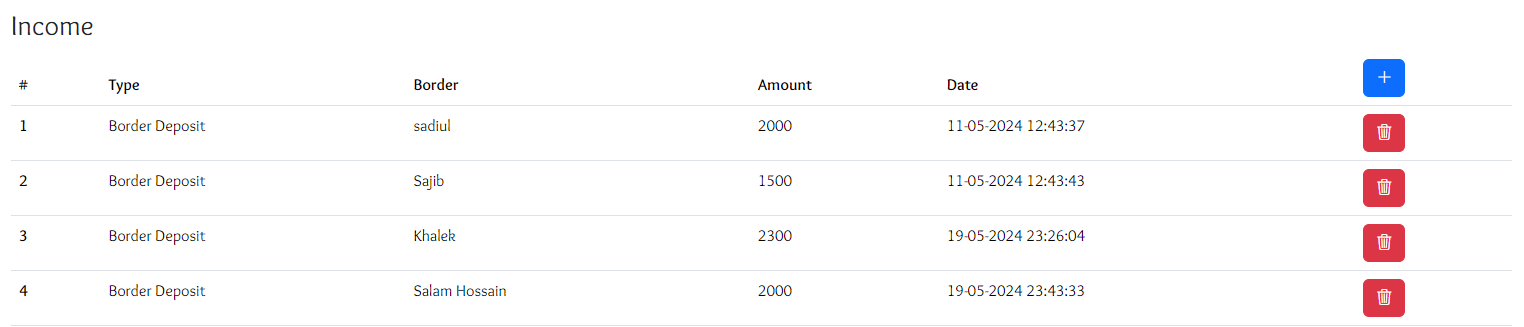 Income
# Type Border Amount Date
1 Border Deposit sadiul 2000 11-05-2024 12:43:37
2 Border Deposit Sajib 1500 11-05-2024 12:43:43
3 Border Deposit Khalek 2300 19-05-2024 23:26:04
4 Border Deposit Salam Hossain 2000 19-05-2024 23:43:33